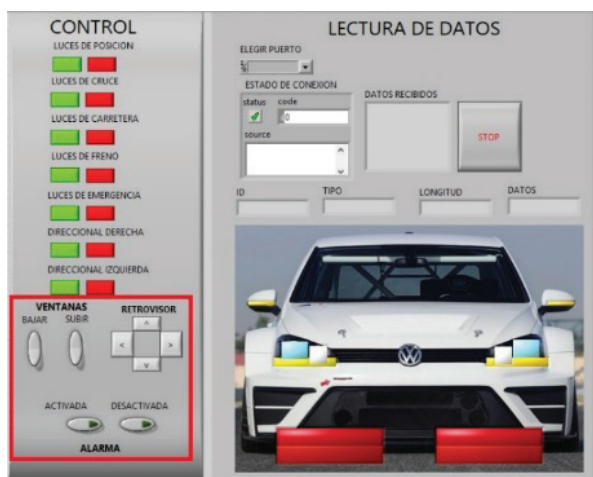 CONTROL
LUCES DE POSICION
LUCES DE CRUCE
LUCES DE CARRETERA
LUCES DE FRENO
LUCES DE EMERGENCIA
DIRECCIONAL DERECHA
DIRECCIONAL IZQUIERDA
VENTANAS
BAJAR SUBIR
RETROVISOR
ACTIVADA DESACTIVADA
ALARMA
LECTURA DE DATOS
ELEGIR PUERTO
ESTADO DE CONEXION
status code
0
source
DATOS RECIBIDOS
STOP
ID TIPO LONGITUD DATOS